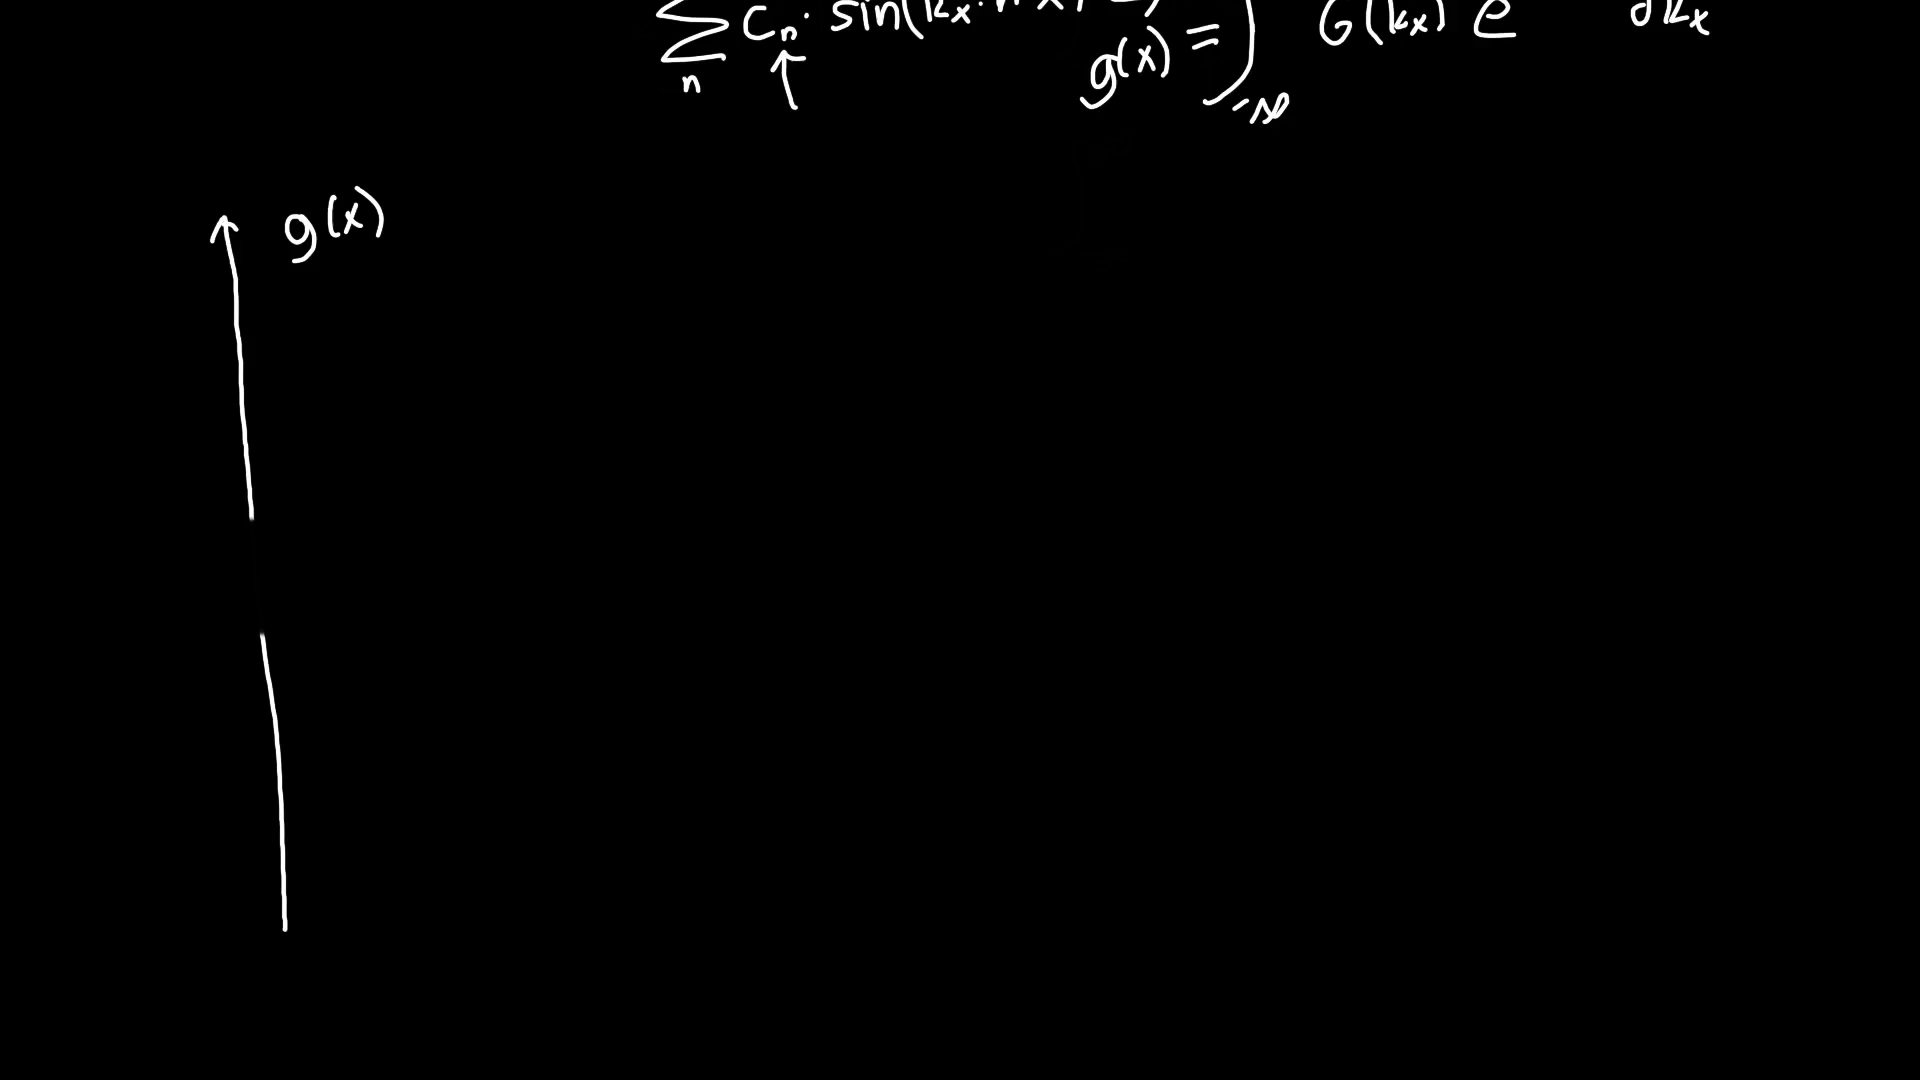 ∑ Cₙ · sin(kₓ · n x
n
g(x) = ∫ G(kₓ) e dkₓ
-∞
g(x)